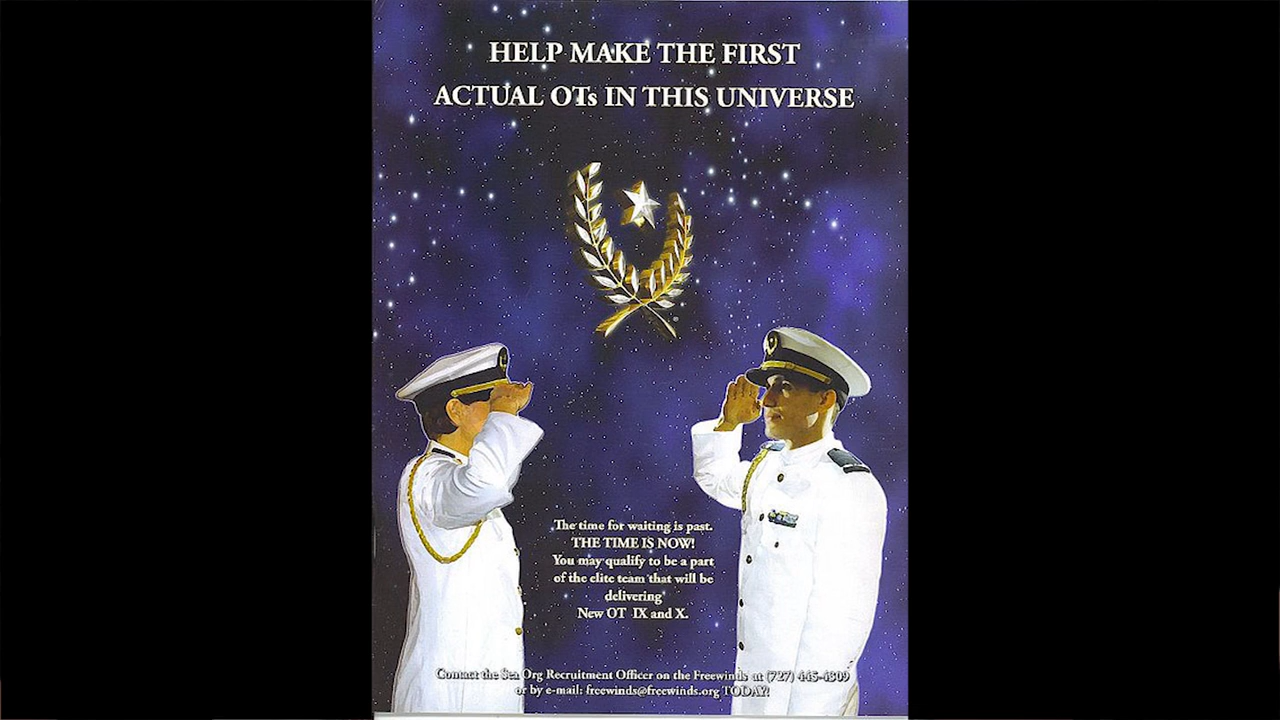 HELP MAKE THE FIRST
ACTUAL OTs IN THIS UNIVERSE
The time for waiting is past.
THE TIME IS NOW!
You may qualify to be a part
of the elite team that will be
delivering
New OT IX and X.
Contact the Sea Org Recruitment Officer on the Freewinds at (727) 445-4309
or by e-mail: freewinds@freewinds.org TODAY!